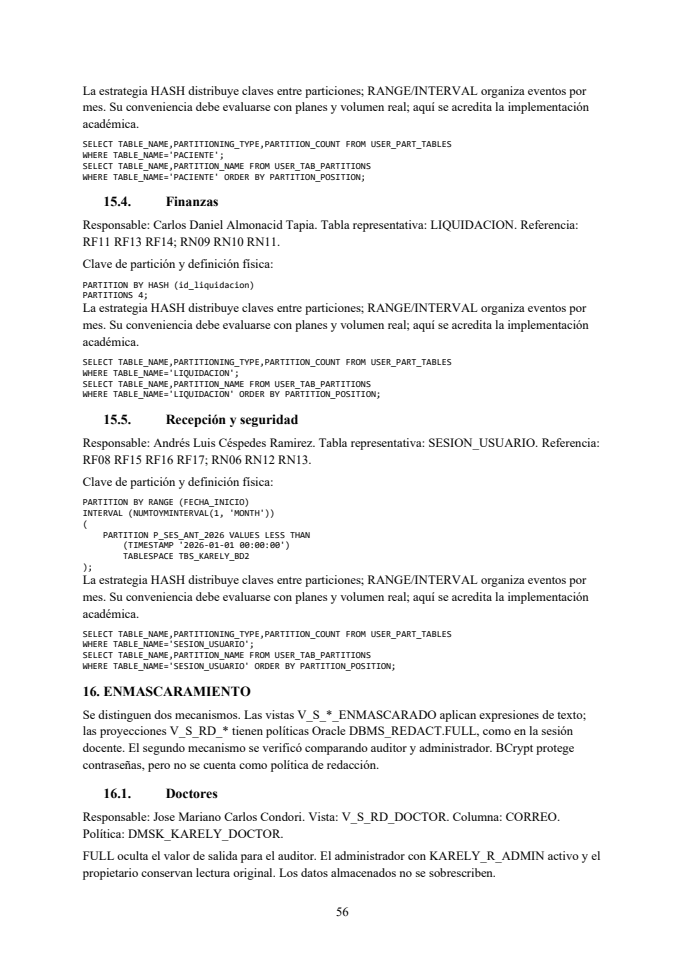 La estrategia HASH distribuye claves entre particiones; RANGE/INTERVAL organiza eventos por
mes. Su conveniencia debe evaluarse con planes y volumen real; aquí se acredita la implementación
académica.
SELECT TABLE_NAME,PARTITIONING_TYPE,PARTITION_COUNT FROM USER_PART_TABLES
WHERE TABLE_NAME='PACIENTE';
SELECT TABLE_NAME,PARTITION_NAME FROM USER_TAB_PARTITIONS
WHERE TABLE_NAME='PACIENTE' ORDER BY PARTITION_POSITION;
15.4. Finanzas
Responsable: Carlos Daniel Almonacid Tapia. Tabla representativa: LIQUIDACION. Referencia:
RF11 RF13 RF14; RN09 RN10 RN11.
Clave de partición y definición física:
PARTITION BY HASH (id_liquidacion)
PARTITIONS 4;
La estrategia HASH distribuye claves entre particiones; RANGE/INTERVAL organiza eventos por
mes. Su conveniencia debe evaluarse con planes y volumen real; aquí se acredita la implementación
académica.
SELECT TABLE_NAME,PARTITIONING_TYPE,PARTITION_COUNT FROM USER_PART_TABLES
WHERE TABLE_NAME='LIQUIDACION';
SELECT TABLE_NAME,PARTITION_NAME FROM USER_TAB_PARTITIONS
WHERE TABLE_NAME='LIQUIDACION' ORDER BY PARTITION_POSITION;
15.5. Recepción y seguridad
Responsable: Andrés Luis Céspedes Ramirez. Tabla representativa: SESION_USUARIO. Referencia:
RF08 RF15 RF16 RF17; RN06 RN12 RN13.
Clave de partición y definición física:
PARTITION BY RANGE (FECHA_INICIO)
INTERVAL (NUMTOYMINTERVAL(1, 'MONTH'))
(
PARTITION P_SES_ANT_2026 VALUES LESS THAN
(TIMESTAMP '2026-01-01 00:00:00')
TABLESPACE TBS_KARELY_BD2
);
La estrategia HASH distribuye claves entre particiones; RANGE/INTERVAL organiza eventos por
mes. Su conveniencia debe evaluarse con planes y volumen real; aquí se acredita la implementación
académica.
SELECT TABLE_NAME,PARTITIONING_TYPE,PARTITION_COUNT FROM USER_PART_TABLES
WHERE TABLE_NAME='SESION_USUARIO';
SELECT TABLE_NAME,PARTITION_NAME FROM USER_TAB_PARTITIONS
WHERE TABLE_NAME='SESION_USUARIO' ORDER BY PARTITION_POSITION;
16. ENMASCARAMIENTO
Se distinguen dos mecanismos. Las vistas V_S_*_ENMASCARADO aplican expresiones de texto;
las proyecciones V_S_RD_* tienen políticas Oracle DBMS_REDACT.FULL, como en la sesión
docente. El segundo mecanismo se verificó comparando auditor y administrador. BCrypt protege
contraseñas, pero no se cuenta como política de redacción.
16.1. Doctores
Responsable: Jose Mariano Carlos Condori. Vista: V_S_RD_DOCTOR. Columna: CORREO.
Política: DMSK_KARELY_DOCTOR.
FULL oculta el valor de salida para el auditor. El administrador con KARELY_R_ADMIN activo y el
propietario conservan lectura original. Los datos almacenados no se sobrescriben.
56